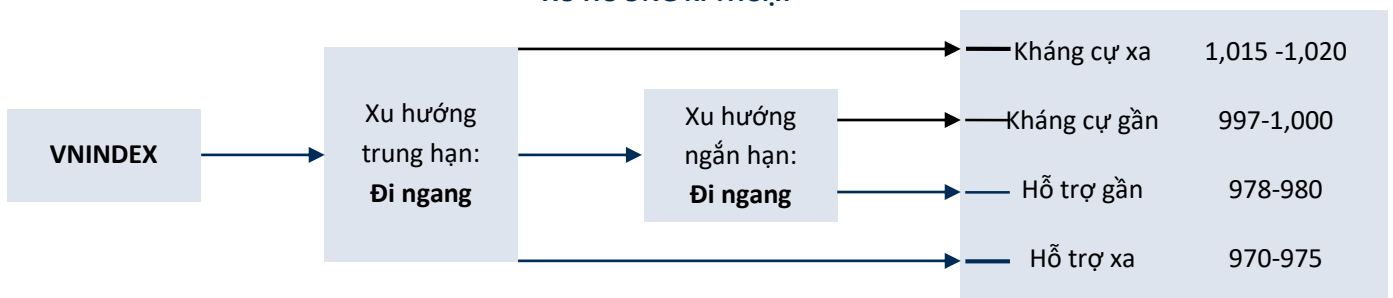 VNINDEX
Xu hướng
trung hạn:
Đi ngang
Xu hướng
ngắn hạn:
Đi ngang
Kháng cự xa 1,015 -1,020
Kháng cự gần 997-1,000
Hỗ trợ gần 978-980
Hỗ trợ xa 970-975